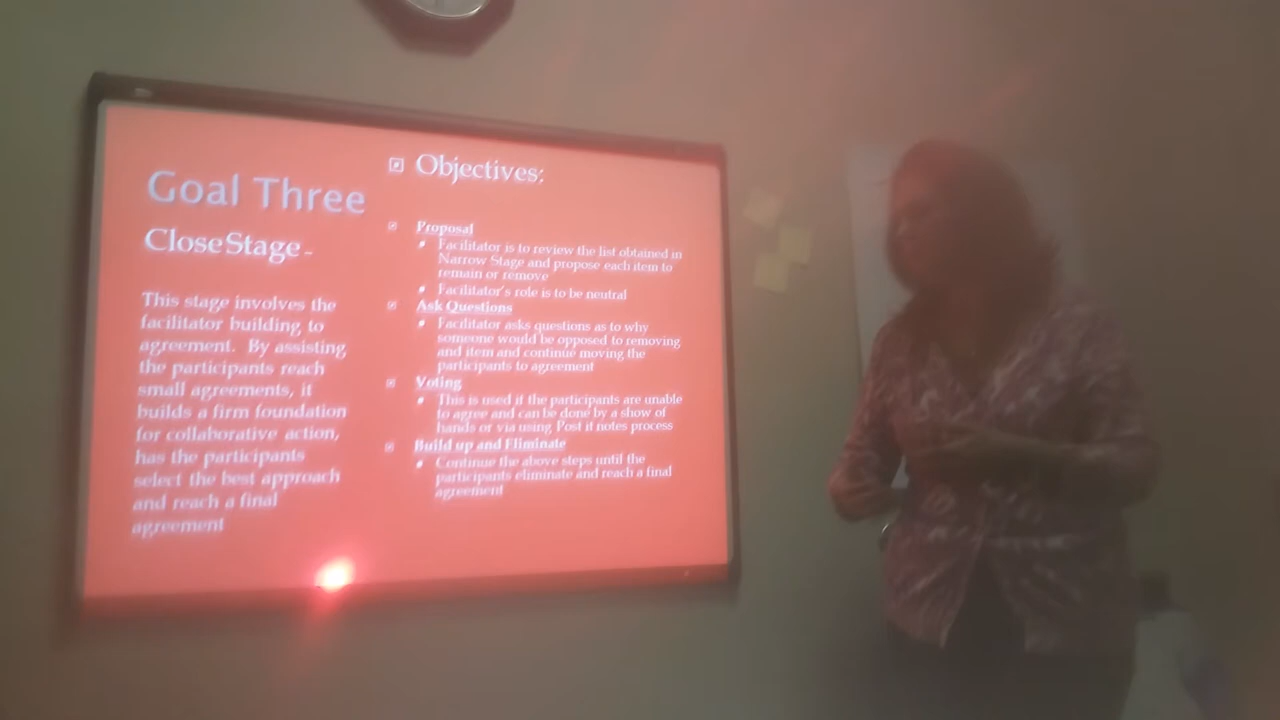 Goal Three
Close Stage -
This stage involves the
facilitator building to
agreement. By assisting
the participants reach
small agreements, it
builds a firm foundation
for collaborative action,
has the participants
select the best approach
and reach a final
agreement
Objectives:
Proposal
Facilitator is to review the list obtained in
Narrow Stage and propose each item to
remain or remove
Facilitator's role is to be neutral
Ask Questions
Facilitator asks questions as to why
someone would be opposed to removing
and item and continue moving the
participants to agreement
Voting
This is used if the participants are unable
to agree and can be done by a show of
hands or via using Post it notes process
Build up and Eliminate
Continue the above steps until the
participants eliminate and reach a final
agreement